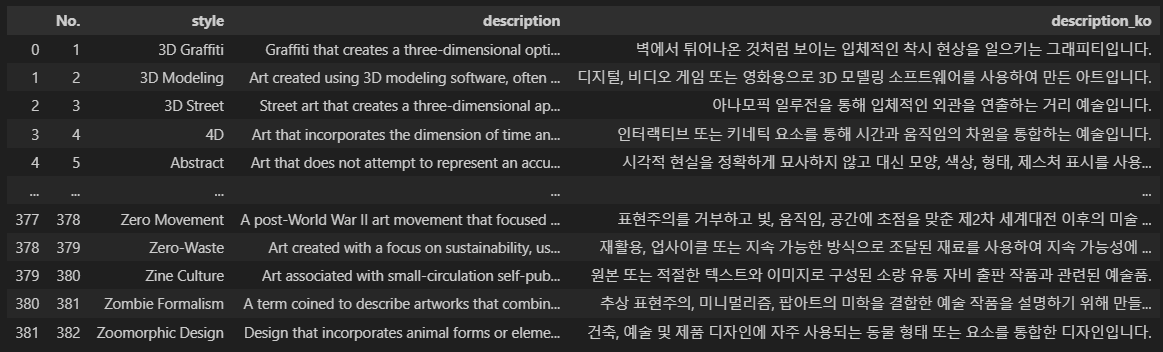 No. style description description_ko
0 1 3D Graffiti Graffiti that creates a three-dimensional opti... 벽에서 튀어나온 것처럼 보이는 입체적인 착시 현상을 일으키는 그래피티입니다.
1 2 3D Modeling Art created using 3D modeling software, often ... 디지털, 비디오 게임 또는 영화용으로 3D 모델링 소프트웨어를 사용하여 만든 아트입니다.
2 3 3D Street Street art that creates a three-dimensional ap... 아나모픽 일루전을 통해 입체적인 외관을 연출하는 거리 예술입니다.
3 4 4D Art that incorporates the dimension of time an... 인터랙티브 또는 키네틱 요소를 통해 시간과 움직임의 차원을 통합하는 예술입니다.
4 5 Abstract Art that does not attempt to represent an accu... 시각적 현실을 정확하게 묘사하지 않고 대신 모양, 색상, 형태, 제스처 표시를 사용...
... ... ... ... ...
377 378 Zero Movement A post-World War II art movement that focused ... 표현주의를 거부하고 빛, 움직임, 공간에 초점을 맞춘 제2차 세계대전 이후의 미술 ...
378 379 Zero-Waste Art created with a focus on sustainability, us... 재활용, 업사이클 또는 지속 가능한 방식으로 조달된 재료를 사용하여 지속 가능성에 ...
379 380 Zine Culture Art associated with small-circulation self-pub... 원본 또는 적절한 텍스트와 이미지로 구성된 소량 유통 자비 출판 작품과 관련된 예술품.
380 381 Zombie Formalism A term coined to describe artworks that combin... 추상 표현주의, 미니멀리즘, 팝아트의 미학을 결합한 예술 작품을 설명하기 위해 만들...
381 382 Zoomorphic Design Design that incorporates animal forms or eleme... 건축, 예술 및 제품 디자인에 자주 사용되는 동물 형태 또는 요소를 통합한 디자인입니다.